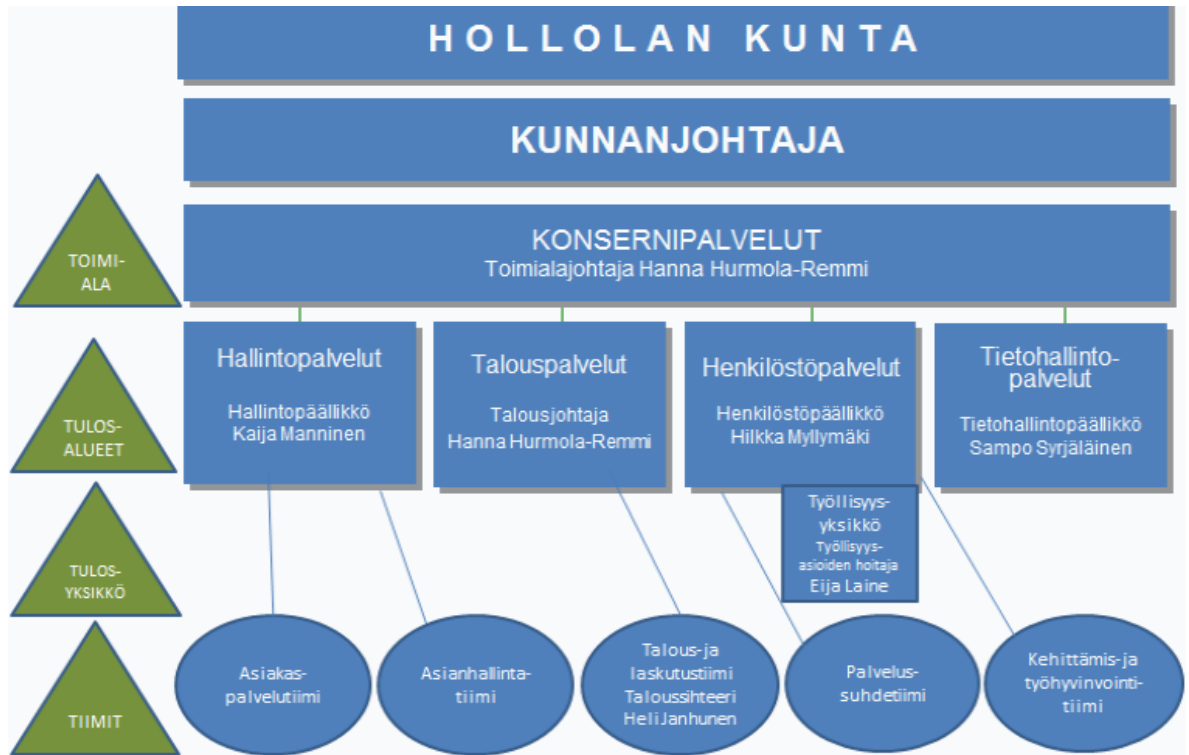 HOLLOLAN KUNTA
KUNNANJOHTAJA
TOIMI-
ALA
KONSERNIPALVELUT
Toimialajohtaja Hanna Hurmola-Remmi
TULOS-
ALUEET
Hallintopalvelut
Hallintopäällikkö
Kaija Manninen
Talouspalvelut
Talousjohtaja
Hanna Hurmola-Remmi
Henkilöstöpalvelut
Henkilöstöpäällikkö
Hilkka Myllymäki
Tietohallinto-
palvelut
Tietohallintopäällikkö
Sampo Syrjäläinen
TULOS-
YKSIKKÖ
Työllisyys-
yksikkö
Työllisyys-
asioiden hoitaja
Eija Laine
TIIMIT
Asiakas-
palvelutiimi
Asianhallinta-
tiimi
Talous- ja
laskutustiimi
Taloussihteeri
Heli Janhunen
Palvelus-
suhdetiimi
Kehittämis- ja
työhyvinvointi-
tiimi